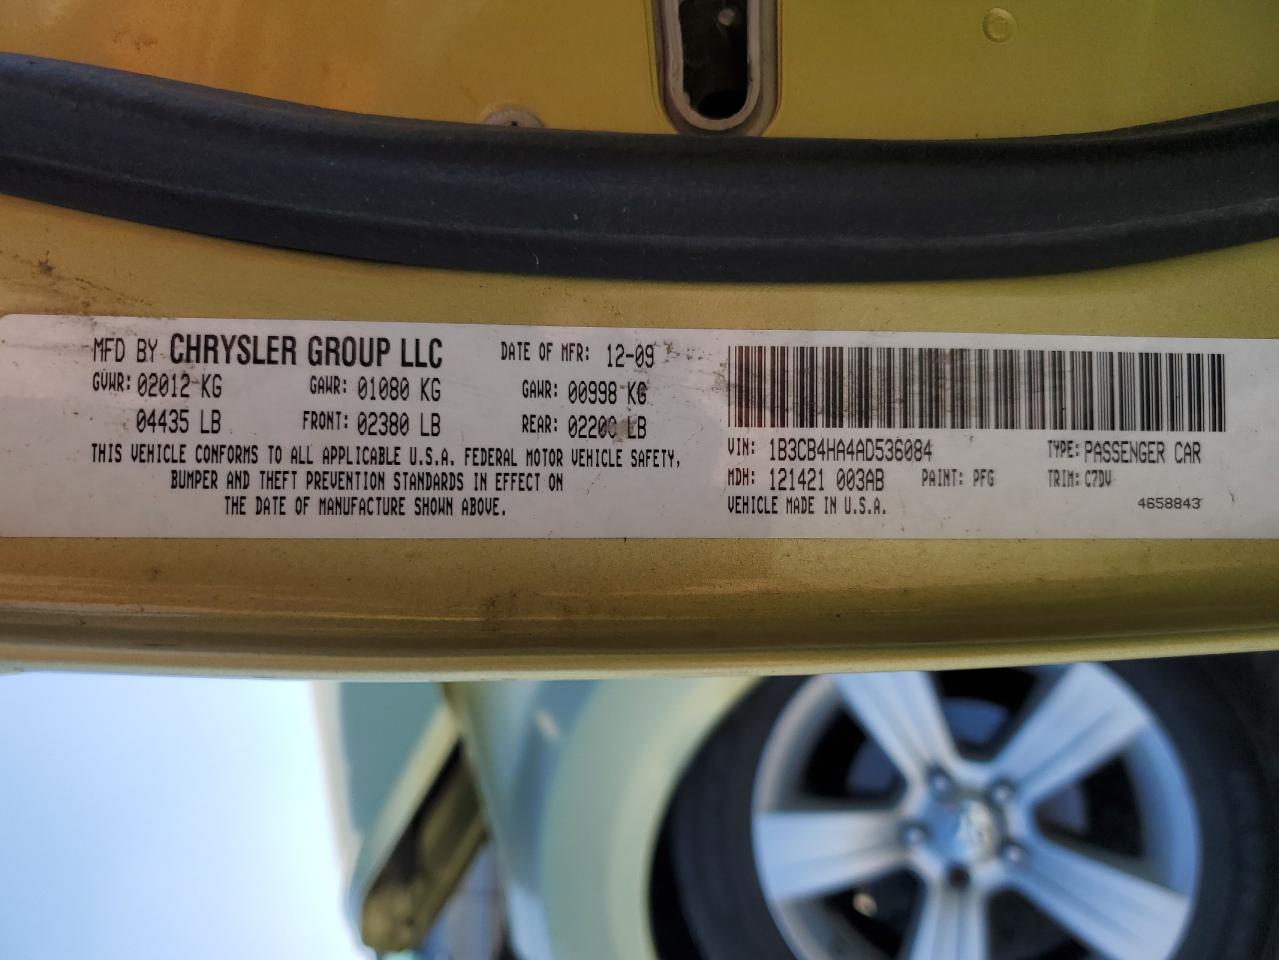 MFD BY CHRYSLER GROUP LLC DATE OF MFR: 12-09
GVWR: 02012 KG GAWR: 01080 KG GAWR: 00998 KG
04435 LB FRONT: 02380 LB REAR: 02200 LB
THIS VEHICLE CONFORMS TO ALL APPLICABLE U.S.A. FEDERAL MOTOR VEHICLE SAFETY,
BUMPER AND THEFT PREVENTION STANDARDS IN EFFECT ON
THE DATE OF MANUFACTURE SHOWN ABOVE.
VIN: 1B3CB4HA4AD536084 TYPE: PASSENGER CAR
MDH: 121421 003AB PAINT: PFG TRIM: C7DV
VEHICLE MADE IN U.S.A. 4658843